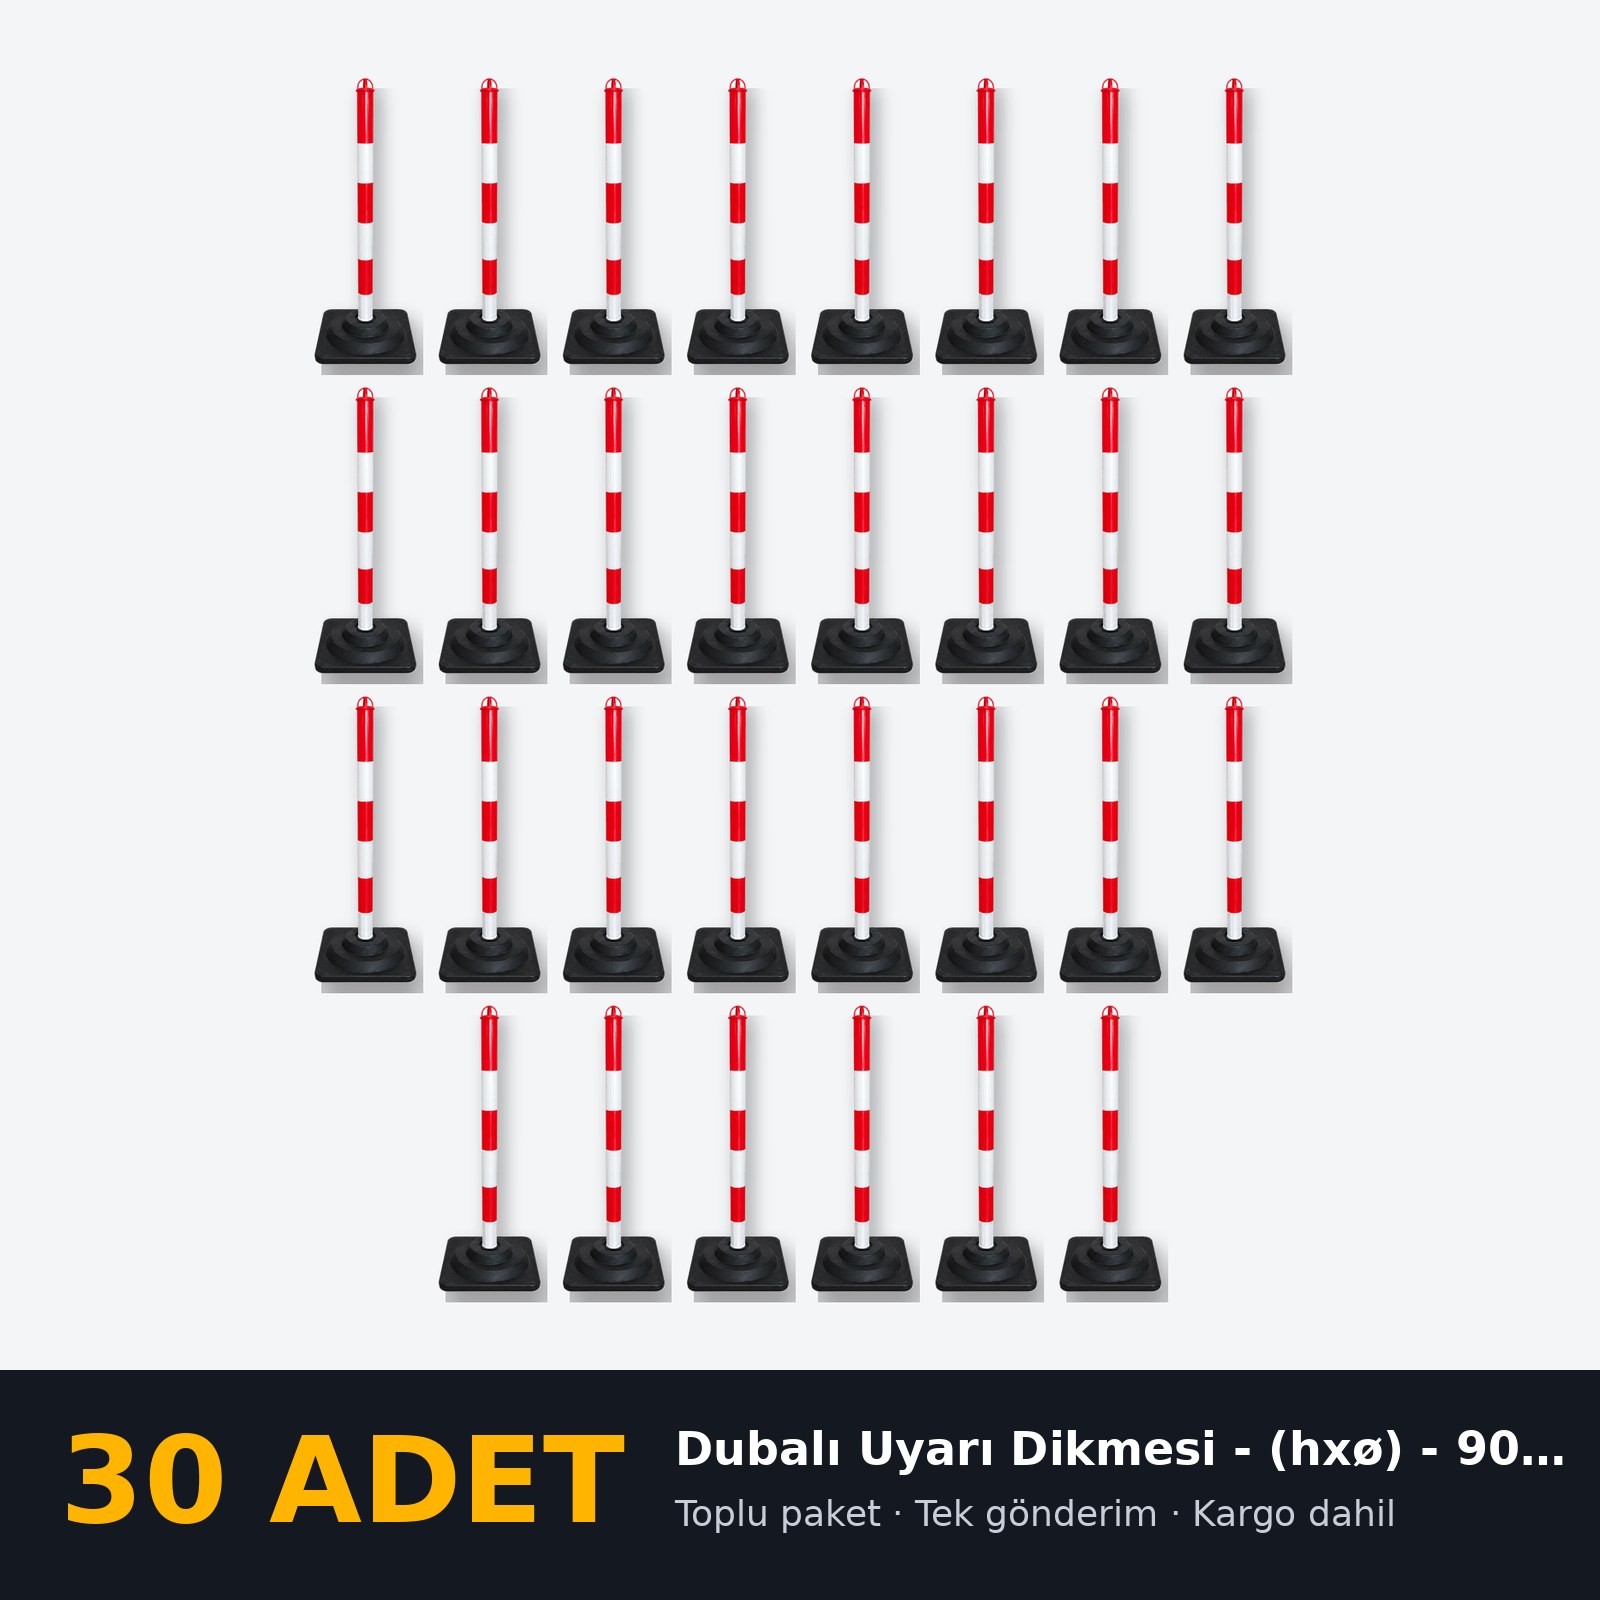 30 ADET
Dubalı Uyarı Dikmesi - (hxø) - 90…
Toplu paket · Tek gönderim · Kargo dahil